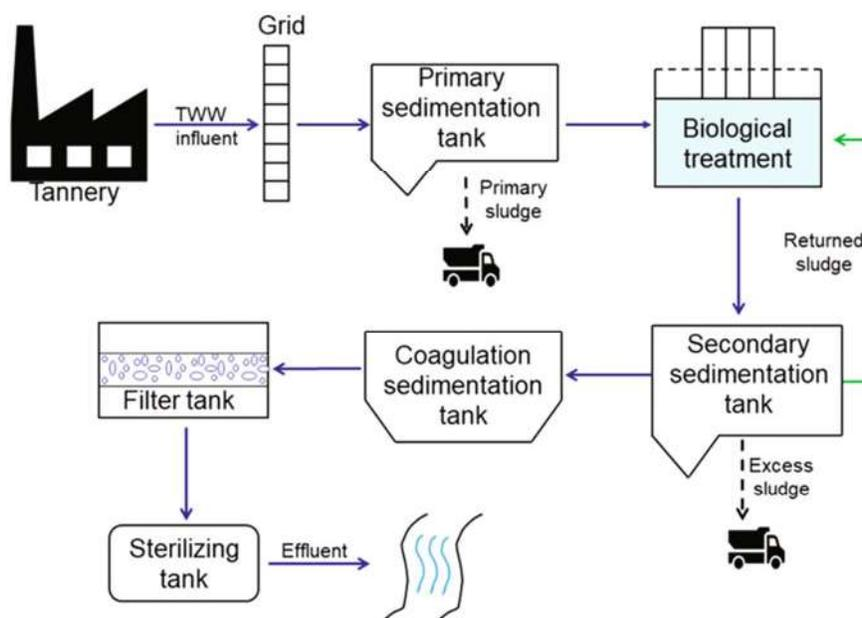 Grid
TWW
influent
Tannery
Primary
sedimentation
tank
Primary
sludge
Biological
treatment
Returned
sludge
Secondary
sedimentation
tank
Excess
sludge
Coagulation
sedimentation
tank
Filter tank
Sterilizing
tank
Effluent